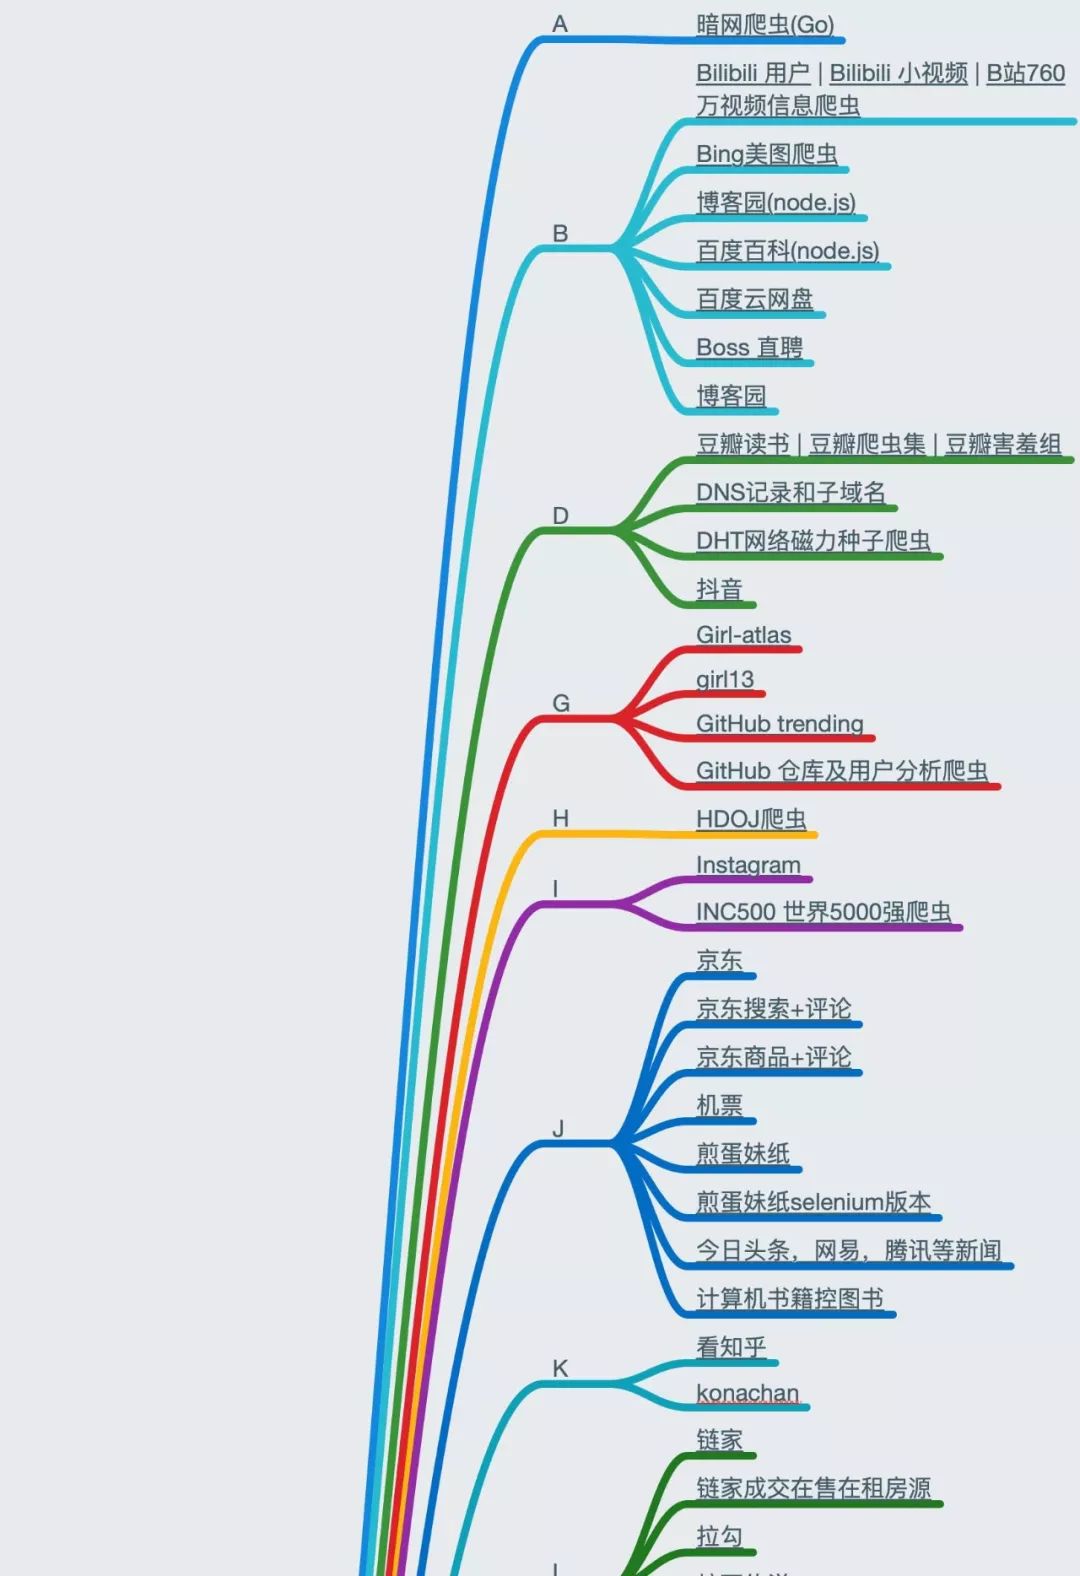 A
暗网爬虫(Go)
Bilibili 用户 | Bilibili 小视频 | B站760
万视频信息爬虫
Bing美图爬虫
博客园(node.js)
B
百度百科(node.js)
百度云网盘
Boss 直聘
博客园
豆瓣读书 | 豆瓣爬虫集 | 豆瓣害羞组
DNS记录和子域名
D
DHT网络磁力种子爬虫
抖音
Girl-atlas
girl13
G
GitHub trending
GitHub 仓库及用户分析爬虫
H
HDOJ爬虫
I
Instagram
INC500 世界5000强爬虫
京东
京东搜索+评论
京东商品+评论
机票
J
煎蛋妹纸
煎蛋妹纸selenium版本
今日头条，网易，腾讯等新闻
计算机书籍控图书
看知乎
K
konachan
链家
链家成交在售在租房源
拉勾